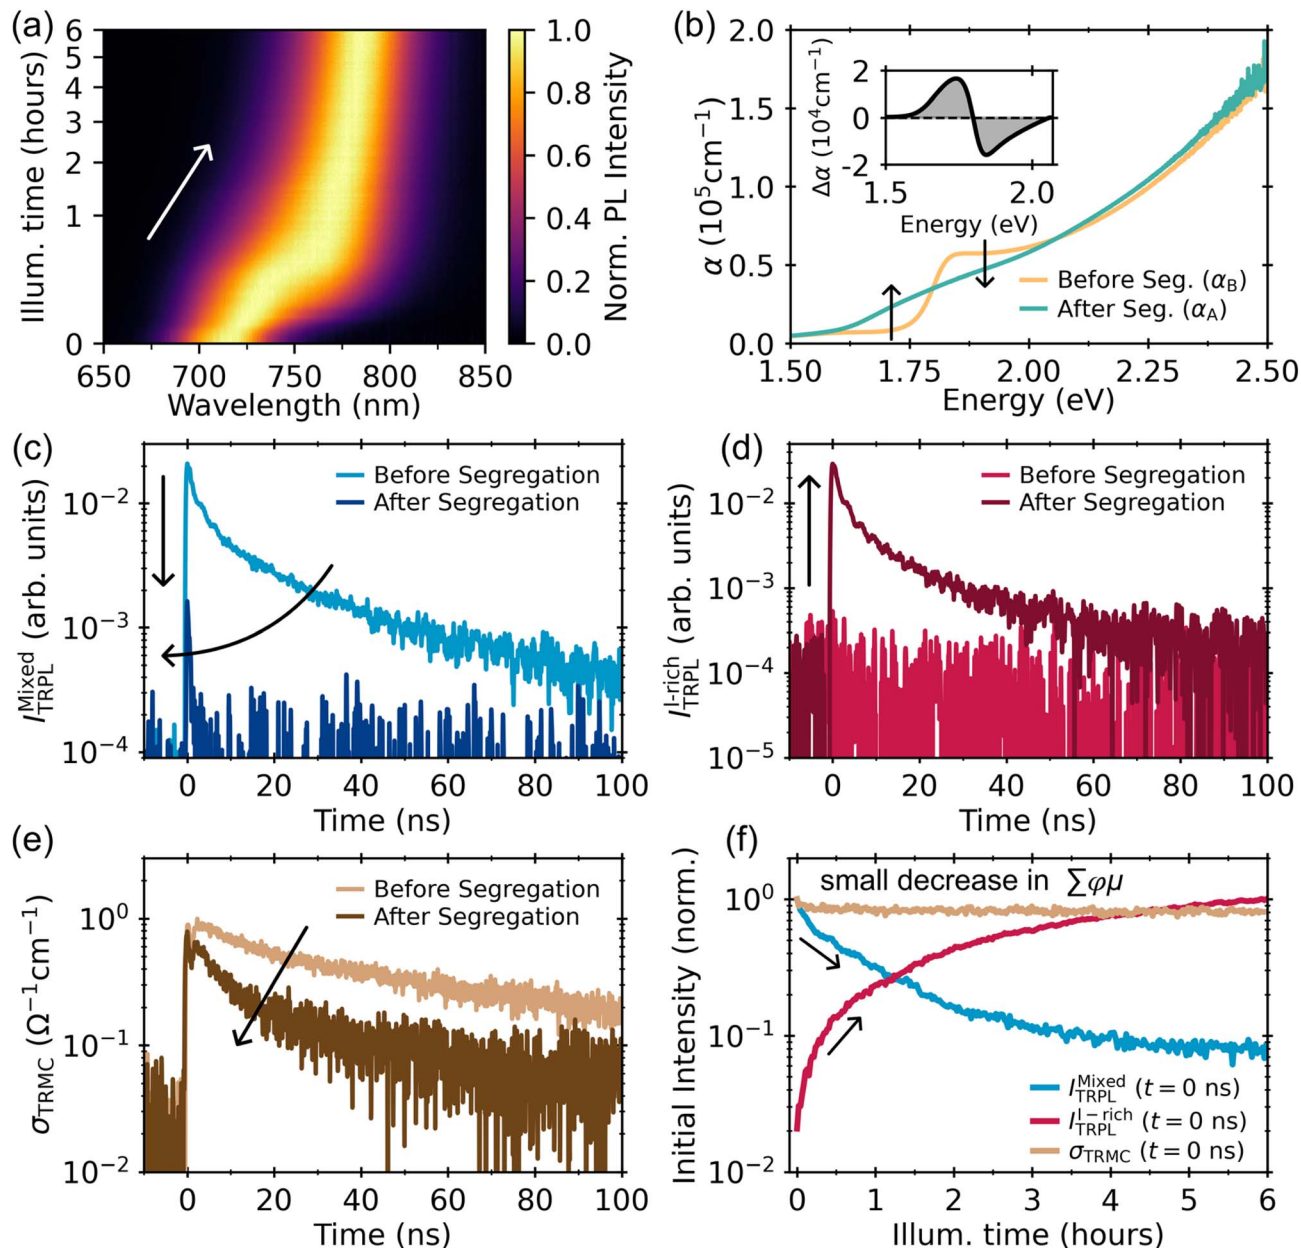 (a)
Illum. time (hours)
6
5
4
3
2
1
0
650 700 750 800 850
Wavelength (nm)
1.0
0.8
0.6
0.4
0.2
0.0
Norm. PL Intensity
(b)
α (10⁵cm⁻¹)
2.0
1.5
1.0
0.5
0.0
1.50 1.75 2.00 2.25 2.50
Energy (eV)
Δα (10⁴cm⁻¹)
2
0
-2
1.5 2.0
Energy (eV)
Before Seg. (α_B)
After Seg. (α_A)
(c)
I_TRPL^Mixed (arb. units)
10⁻²
10⁻³
10⁻⁴
Before Segregation
After Segregation
0 20 40 60 80 100
Time (ns)
(d)
I_TRPL^I-rich (arb. units)
10⁻²
10⁻³
10⁻⁴
10⁻⁵
Before Segregation
After Segregation
0 20 40 60 80 100
Time (ns)
(e)
σ_TRMC (Ω⁻¹cm⁻¹)
10⁰
10⁻¹
10⁻²
Before Segregation
After Segregation
0 20 40 60 80 100
Time (ns)
(f)
Initial Intensity (norm.)
10⁰
10⁻¹
10⁻²
small decrease in ∑φμ
I_TRPL^Mixed (t = 0 ns)
I_TRPL^I−rich (t = 0 ns)
σ_TRMC (t = 0 ns)
0 1 2 3 4 5 6
Illum. time (hours)